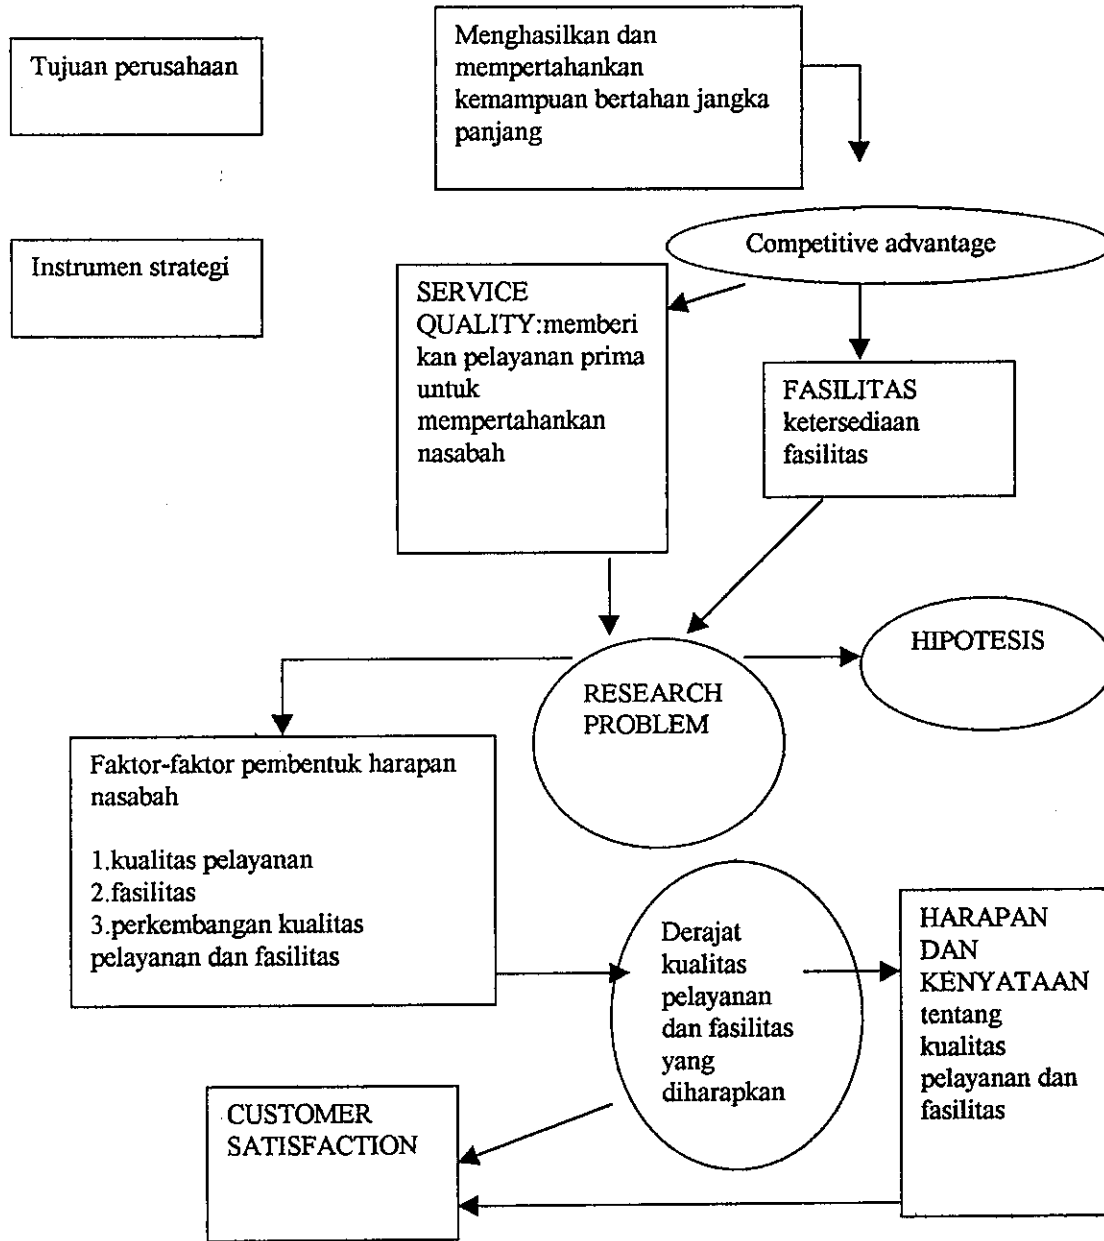 Tujuan perusahaan
Menghasilkan dan
mempertahankan
kemampuan bertahan jangka
panjang
Instrumen strategi
Competitive advantage
SERVICE
QUALITY:memberi
kan pelayanan prima
untuk
mempertahankan
nasabah
FASILITAS
ketersediaan
fasilitas
HIPOTESIS
RESEARCH
PROBLEM
Faktor-faktor pembentuk harapan
nasabah
1.kualitas pelayanan
2.fasilitas
3.perkembangan kualitas
pelayanan dan fasilitas
Derajat
kualitas
pelayanan
dan fasilitas
yang
diharapkan
HARAPAN
DAN
KENYATAAN
tentang
kualitas
pelayanan dan
fasilitas
CUSTOMER
SATISFACTION